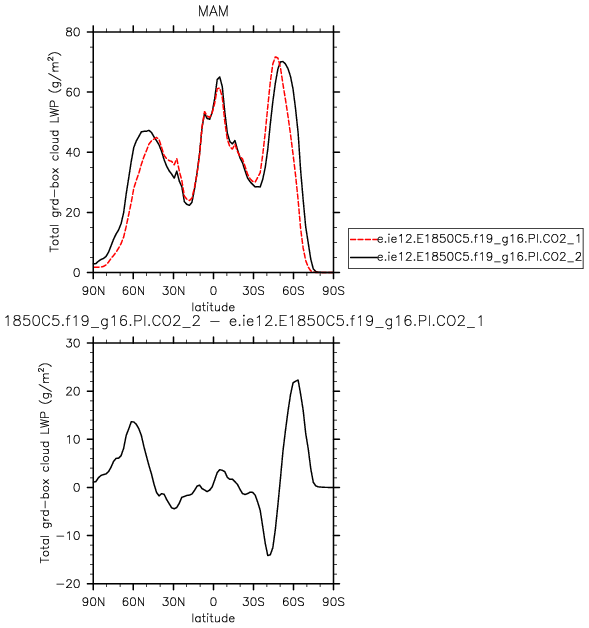 MAM
Total grd-box cloud LWP (g/m²)
80
60
40
20
0
90N 60N 30N 0 30S 60S 90S
latitude
e.ie12.E1850C5.f19_g16.PI.CO2_1
e.ie12.E1850C5.f19_g16.PI.CO2_2
1850C5.f19_g16.PI.CO2_2 − e.ie12.E1850C5.f19_g16.PI.CO2_1
Total grd-box cloud LWP (g/m²)
30
20
10
0
−10
−20
90N 60N 30N 0 30S 60S 90S
latitude